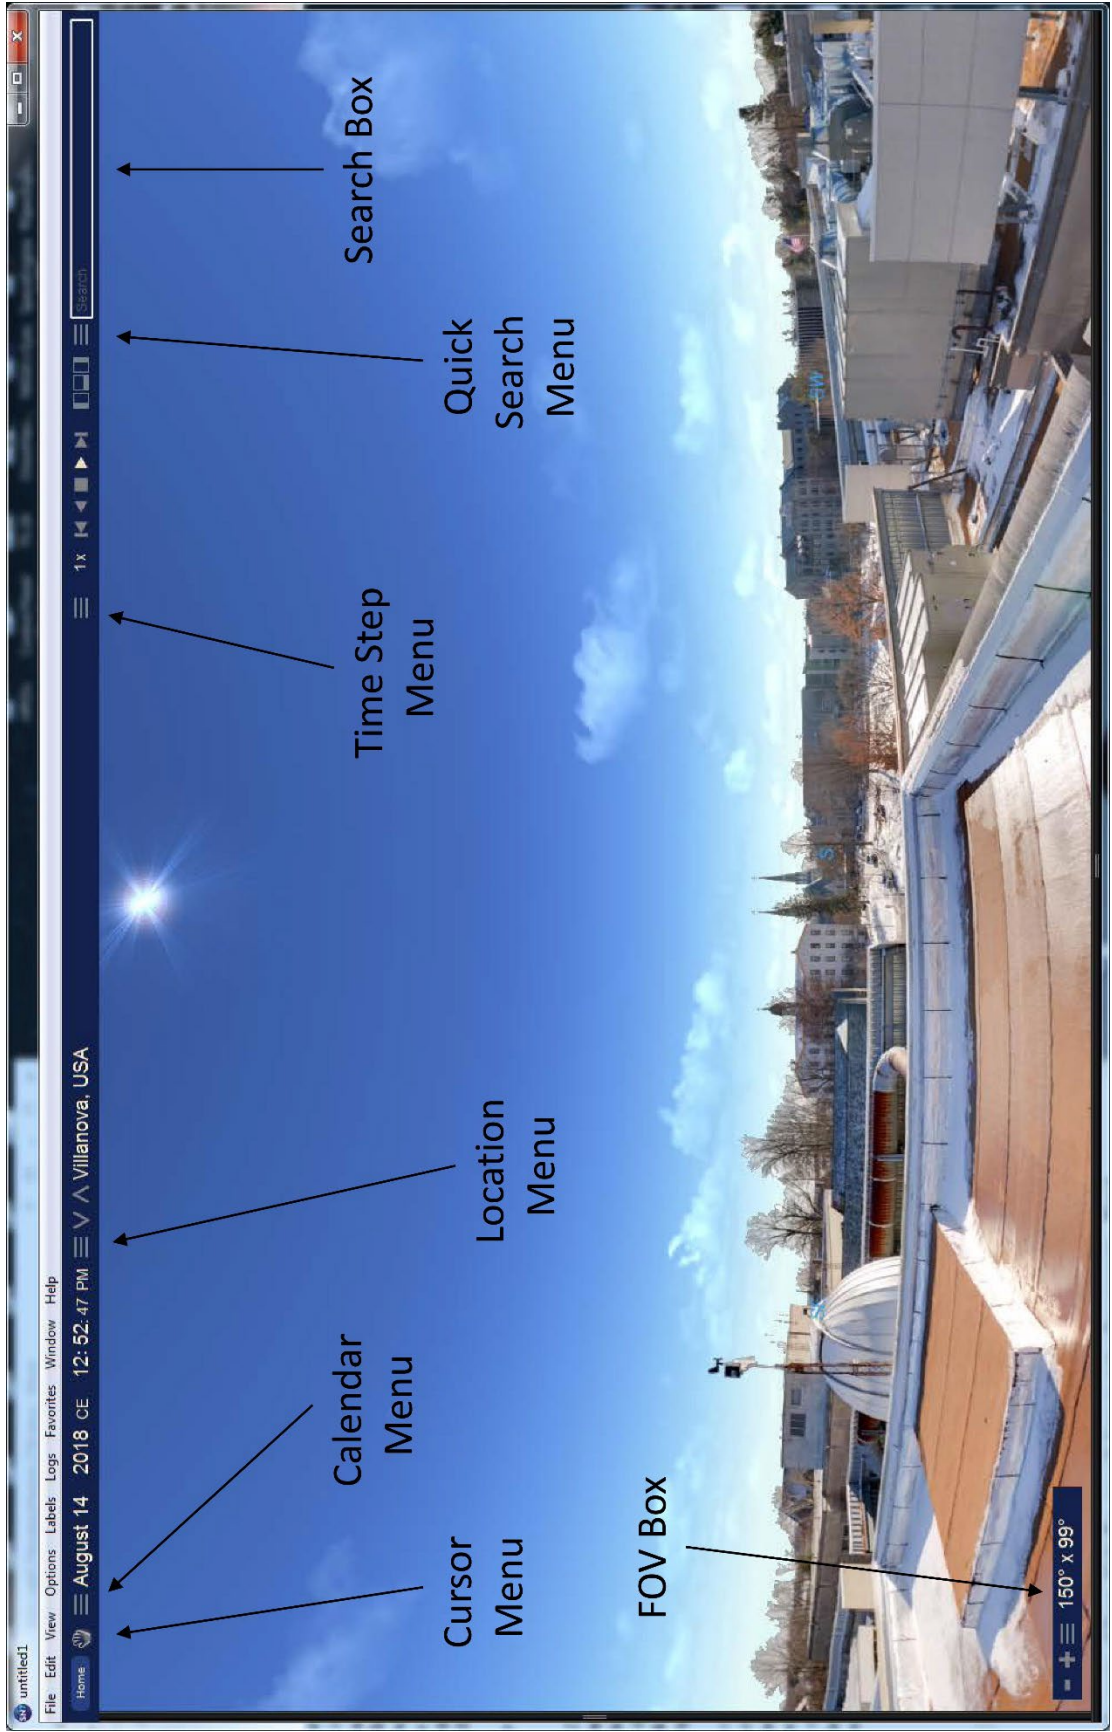 untitled1
File Edit View Options Labels Logs Favorites Window Help
Home August 14 2018 CE 12: 52: 47 PM Villanova, USA 1x Search
Cursor
Menu
Calendar
Menu
Location
Menu
Time Step
Menu
Quick
Search
Menu
Search Box
FOV Box
S
SW
150° x 99°